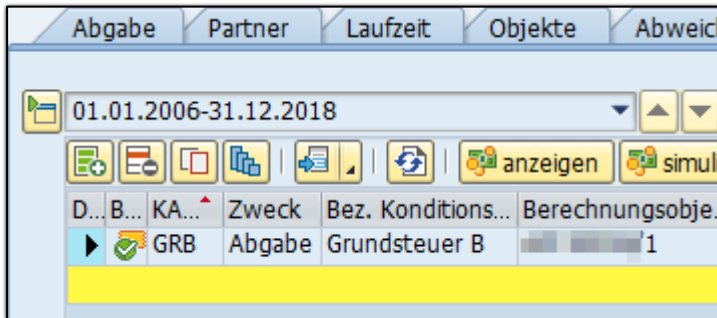 Abgabe Partner Laufzeit Objekte Abweic
01.01.2006-31.12.2018
anzeigen simul
D... B... KA... Zweck Bez. Konditions... Berechnungsobje.
GRB Abgabe Grundsteuer B 1